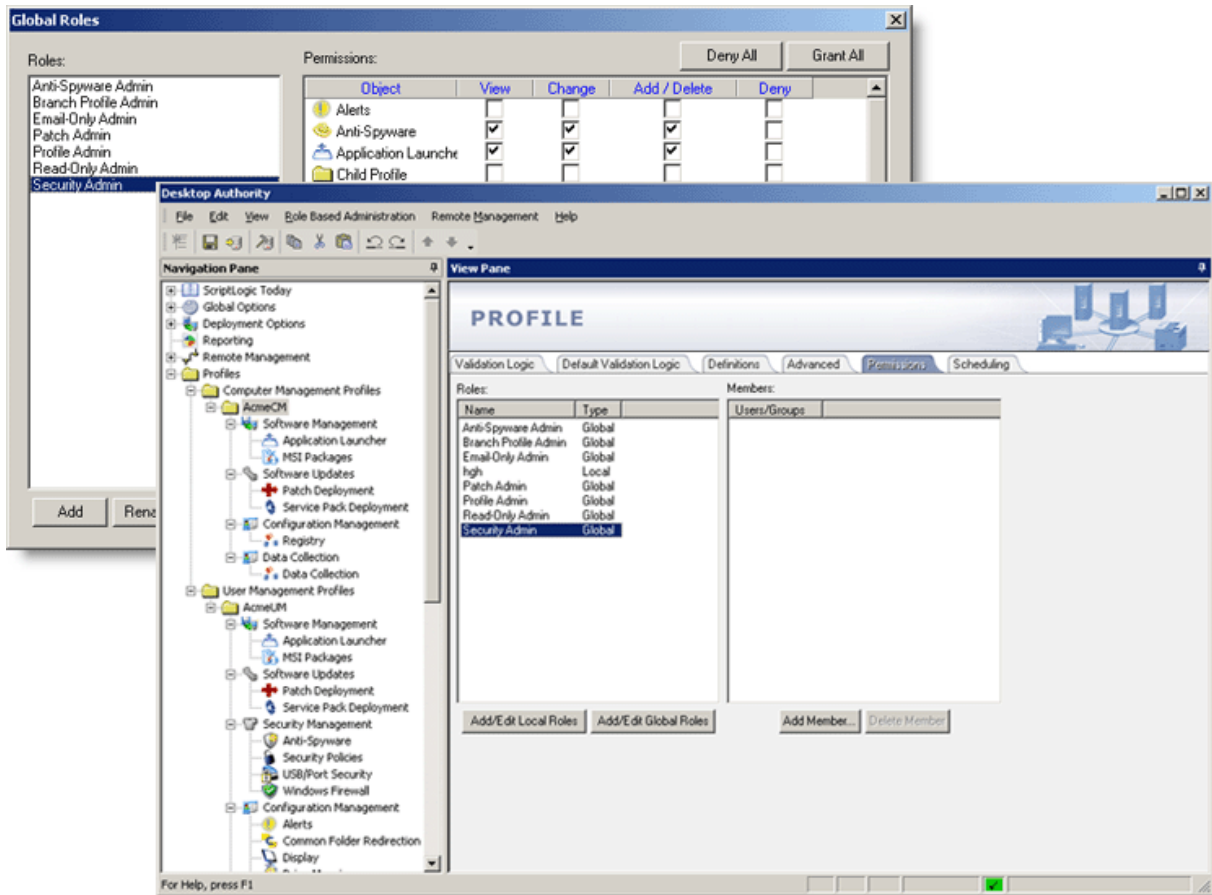 Global Roles
Roles:
Permissions:
Deny All
Grant All
Anti-Spyware Admin
Branch Profile Admin
Email-Only Admin
Patch Admin
Profile Admin
Read-Only Admin
Security Admin
Object View Change Add / Delete Deny
Alerts
Anti-Spyware
Application Launche
Child Profile
Add
Rena
Desktop Authority
File Edit View Role Based Administration Remote Management Help
Navigation Pane
ScriptLogic Today
Global Options
Deployment Options
Reporting
Remote Management
Profiles
Computer Management Profiles
AcmeCM
Software Management
Application Launcher
MSI Packages
Software Updates
Patch Deployment
Service Pack Deployment
Configuration Management
Registry
Data Collection
Data Collection
User Management Profiles
AcmeUM
Software Management
Application Launcher
MSI Packages
Software Updates
Patch Deployment
Service Pack Deployment
Security Management
Anti-Spyware
Security Policies
USB/Port Security
Windows Firewall
Configuration Management
Alerts
Common Folder Redirection
Display
View Pane
PROFILE
Validation Logic Default Validation Logic Definitions Advanced Permissions Scheduling
Roles:
Name Type
Anti-Spyware Admin Global
Branch Profile Admin Global
Email-Only Admin Global
hgh Local
Patch Admin Global
Profile Admin Global
Read-Only Admin Global
Security Admin Global
Members:
Users/Groups
Add/Edit Local Roles
Add/Edit Global Roles
Add Member...
Delete Member
For Help, press F1